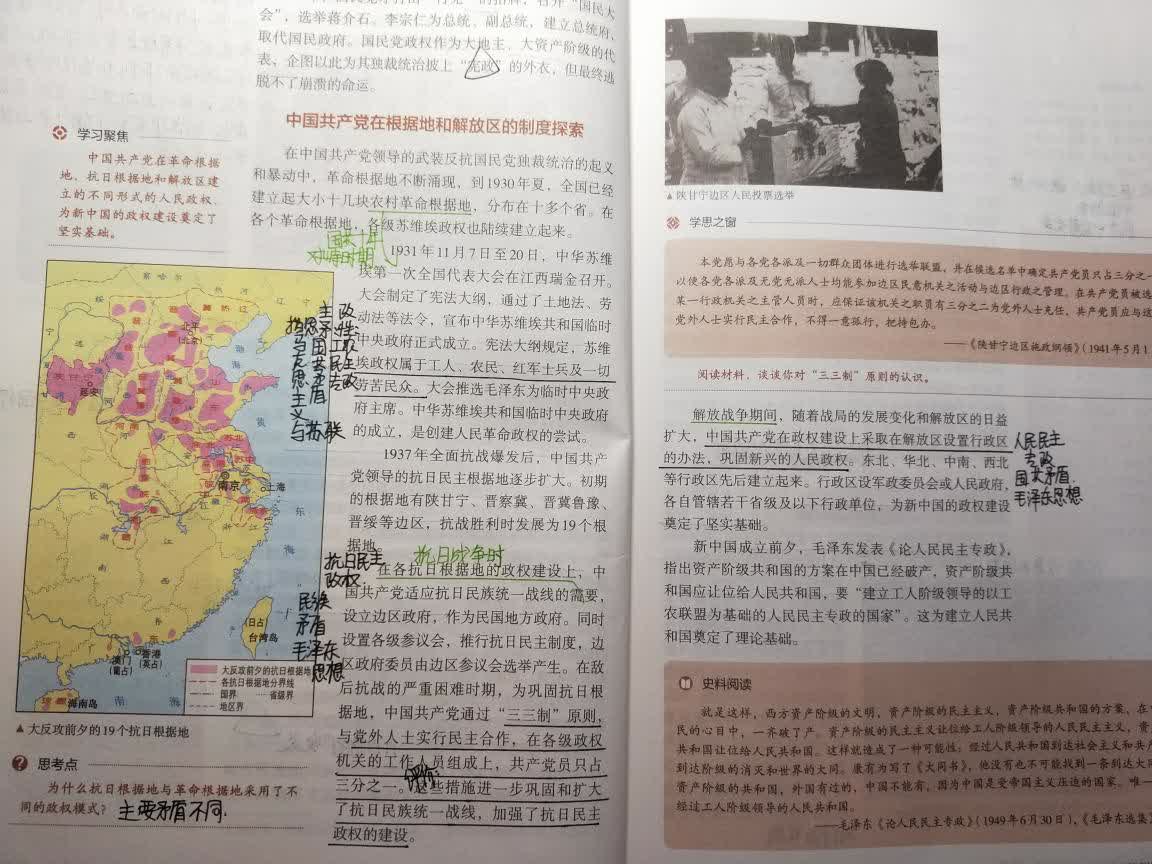 会”，选举蒋介石、李宗仁为总统、副总统，建立总统府，
取代国民政府。国民党政权作为大地主、大资产阶级的代
表，企图以此为其独裁统治披上“宪政”的外衣，但最终逃
脱不了崩溃的命运。
中国共产党在根据地和解放区的制度探索
学习聚焦
中国共产党在革命根据
地、抗日根据地和解放区建
立的不同形式的人民政权，
为新中国的政权建设奠定了
坚实基础。
在中国共产党领导的武装反抗国民党独裁统治的起义
和暴动中，革命根据地不断涌现，到1930年夏，全国已经
建立起大小十几块农村革命根据地，分布在十多个省。在
各个革命根据地，各级苏维埃政权也陆续建立起来。
国共十年
对峙时期
1931年11月7日至20日，中华苏维
埃第一次全国代表大会在江西瑞金召开。
大会制定了宪法大纲，通过了土地法、劳
动法等法令，宣布中华苏维埃共和国临时
中央政府正式成立。宪法大纲规定，苏维
埃政权属于工人、农民、红军士兵及一切
劳苦民众。大会推选毛泽东为临时中央政
府主席。中华苏维埃共和国临时中央政府
的成立，是创建人民革命政权的尝试。
政
性：
工农
民主
专政
主
矛：
国
共
矛
盾
指思：
马
克
思
主
义
与苏联
1937年全面抗战爆发后，中国共产
党领导的抗日民主根据地逐步扩大。初期
的根据地有陕甘宁、晋察冀、晋冀鲁豫、
晋绥等边区，抗战胜利时发展为19个根
据地。
抗日战争时
在各抗日根据地的政权建设上，中
国共产党适应抗日民族统一战线的需要，
设立边区政府，作为民国地方政府。同时
设置各级参议会，推行抗日民主制度，边
区政府委员由边区参议会选举产生。在敌
后抗战的严重困难时期，为巩固抗日根
据地，中国共产党通过“三三制”原则，
与党外人士实行民主合作，在各级政权
机关的工作人员组成上，共产党员只占
三分之一。这些措施进一步巩固和扩大
了抗日民族统一战线，加强了抗日民主
政权的建设。
抗日民主
政权
民族
矛盾
毛泽东
思想
察哈尔
热河
辽宁
绥
远
宁
北平
(北京)
渤
海
延安
陕甘宁
山
西
黄
海
河南
苏北
南京
上海
东
海
湖
北
浙江
江
(日占)
台湾岛
香港
(英占)
澳门
(葡占)
海南岛
南
海
大反攻前夕的抗日根据地
各抗日根据地分界线
国界
省级界
地区界
▲大反攻前夕的19个抗日根据地
思考点
为什么抗日根据地与革命根据地采用了不
同的政权模式？
主要矛盾不同
▲陕甘宁边区人民投票选举
学思之窗
本党愿与各党各派及一切群众团体进行选举联盟，并在候选名单中确定共产党员只占三分之一
以便各党各派及无党无派人士均能参加边区民意机关之活动与边区行政之管理。在共产党员被选
某一行政机关之主管人员时，应保证该机关之职员有三分之二为党外人士充任，共产党员应与这
党外人士实行民主合作，不得一意孤行，把持包办。
——《陕甘宁边区施政纲领》（1941年5月1
阅读材料，谈谈你对“三三制”原则的认识。
解放战争期间，随着战局的发展变化和解放区的日益
扩大，中国共产党在政权建设上采取在解放区设置行政区
的办法，巩固新兴的人民政权。东北、华北、中南、西北
等行政区先后建立起来。行政区设军政委员会或人民政府，
各自管辖若干省级及以下行政单位，为新中国的政权建设
奠定了坚实基础。
人民民主
专政
国共矛盾
毛泽东思想
新中国成立前夕，毛泽东发表《论人民民主专政》，
指出资产阶级共和国的方案在中国已经破产，资产阶级共
和国应让位给人民共和国，要“建立工人阶级领导的以工
农联盟为基础的人民民主专政的国家”。这为建立人民共
和国奠定了理论基础。
史料阅读
就是这样，西方资产阶级的文明，资产阶级的民主主义，资产阶级共和国的方案，在中
民的心目中，一齐破了产。资产阶级的民主主义让位给工人阶级领导的人民民主主义，资
共和国让位给人民共和国。这样就造成了一种可能性：经过人民共和国到达社会主义和共产
到达阶级的消灭和世界的大同。康有为写了《大同书》，他没有也不可能找到一条到达大同
资产阶级的共和国，外国有过的，中国不能有，因为中国是受帝国主义压迫的国家。唯一
经过工人阶级领导的人民共和国。
——毛泽东《论人民民主专政》（1949年6月30日），《毛泽东选集》